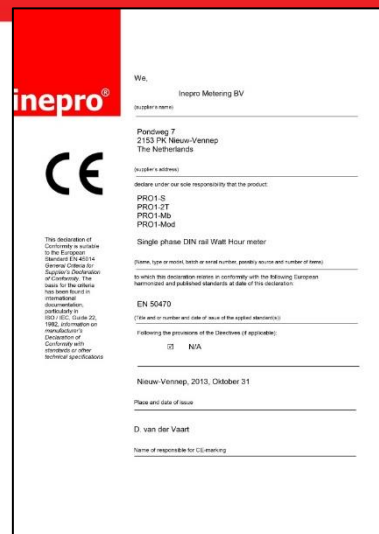 inepro®
CE
This declaration of
Conformity is suitable
to the European
Standard EN 45014
General Criteria for
Supplier's Declaration
of Conformity. The
basis for the criteria
has been found in
international
documentation,
particularly in
ISO / IEC, Guide 22,
1982, Information on
manufacturer's
Declaration of
Conformity with
standards or other
technical specifications
We,
Inepro Metering BV
(supplier's name)
Pondweg 7
2153 PK Nieuw-Vennep
The Netherlands
(supplier's address)
declare under our sole responsibility that the product:
PRO1-S
PRO1-2T
PRO1-Mb
PRO1-Mod
Single phase DIN rail Watt Hour meter
(Name, type or model, batch or serial number, possibly source and number of items)
to which this declaration relates in conformity with the following European
harmonized and published standards at date of this declaration:
EN 50470
(Title and or number and date of issue of the applied standard(s))
Following the provisions of the Directives (if applicable):
☑ N/A
Nieuw-Vennep, 2013, Oktober 31
Place and date of issue
D. van der Vaart
Name of responsible for CE-marking